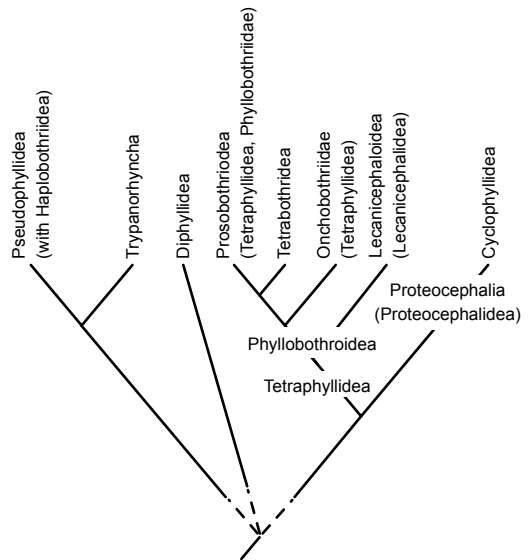 Pseudophyllidea
(with Haplobothriidea)
Trypanorhyncha
Diphyllidea
Prosobothriodea
(Tetraphyllidea, Phyllobothriidae)
Tetrabothridea
Onchobothriidae
(Tetraphyllidea)
Lecanicephaloidea
(Lecanicephalidea)
Cyclophyllidea
Proteocephalia
(Proteocephalidea)
Phyllobothroidea
Tetraphyllidea